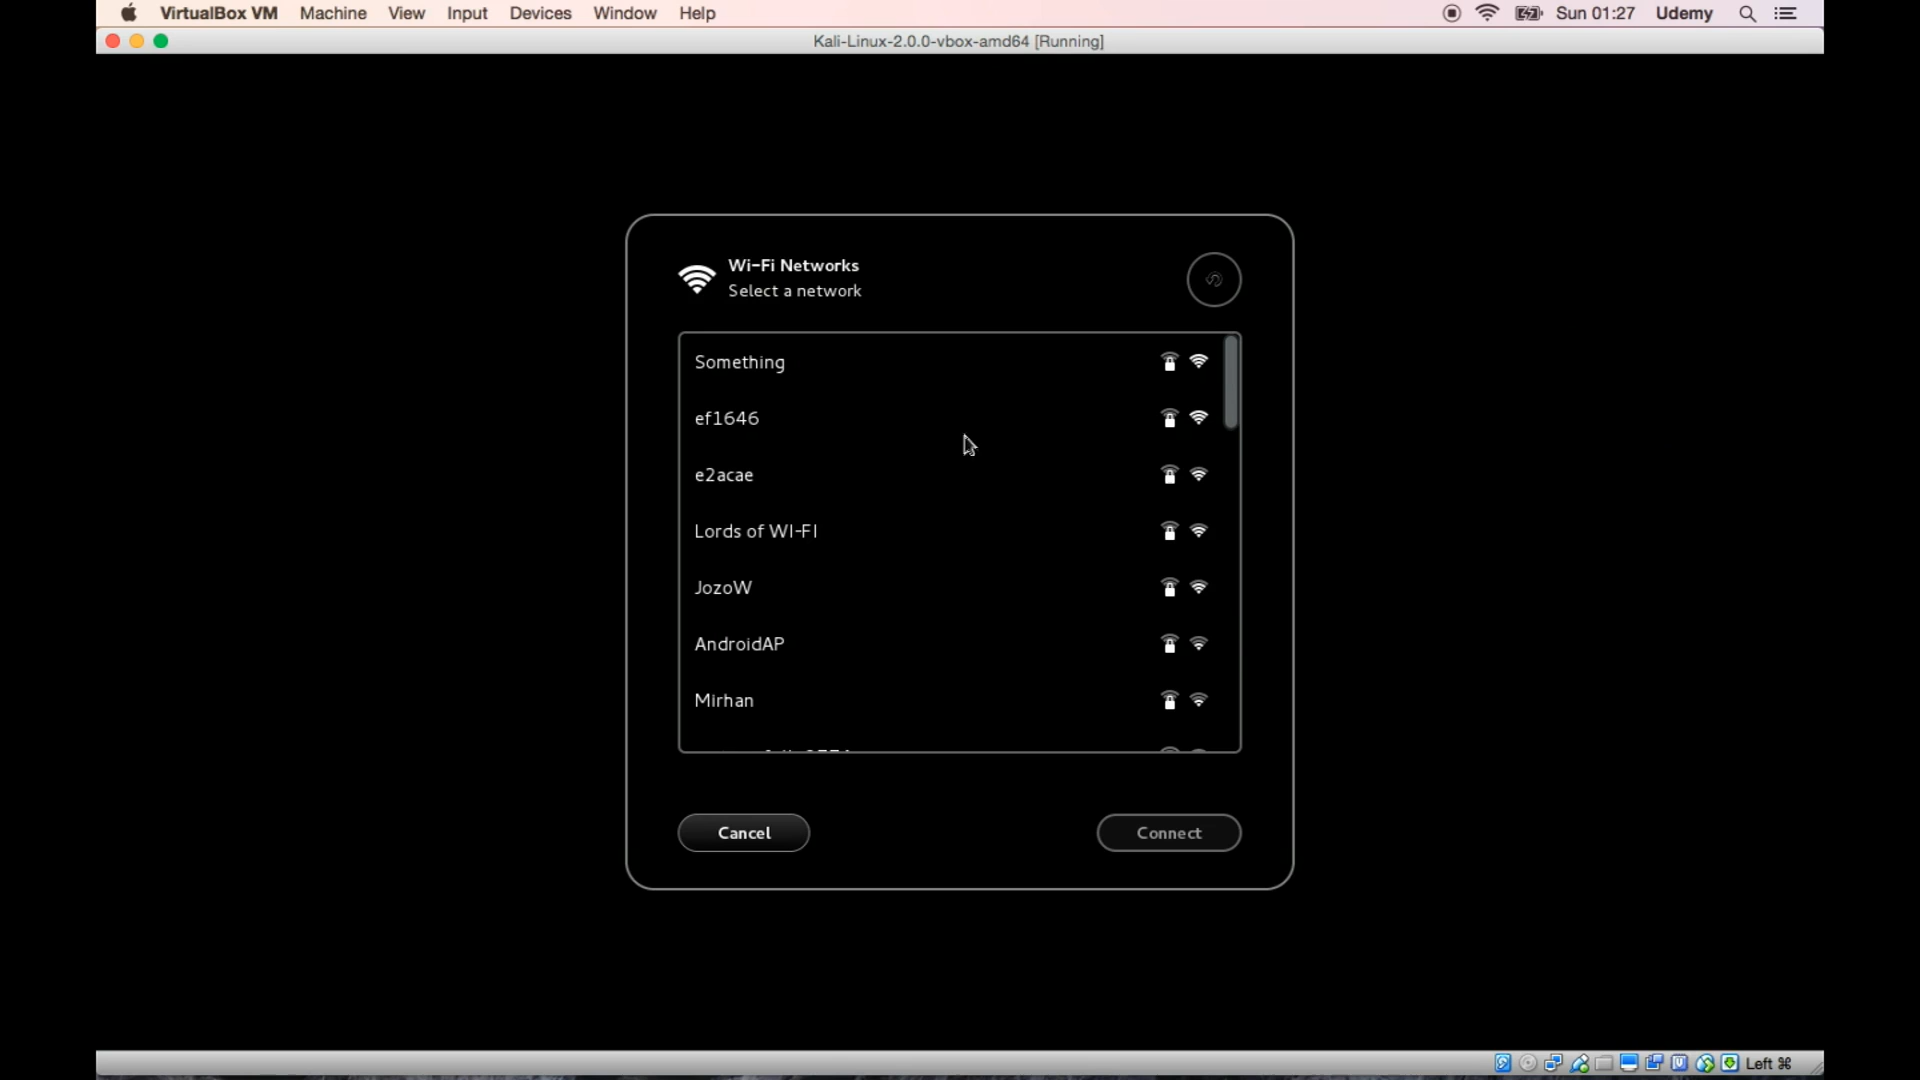 VirtualBox VM Machine View Input Devices Window Help Sun 01:27 Udemy
Kali-Linux-2.0.0-vbox-amd64 [Running]
Wi-Fi Networks
Select a network
Something
ef1646
e2acae
Lords of WI-FI
JozoW
AndroidAP
Mirhan
Cancel Connect
Left ⌘